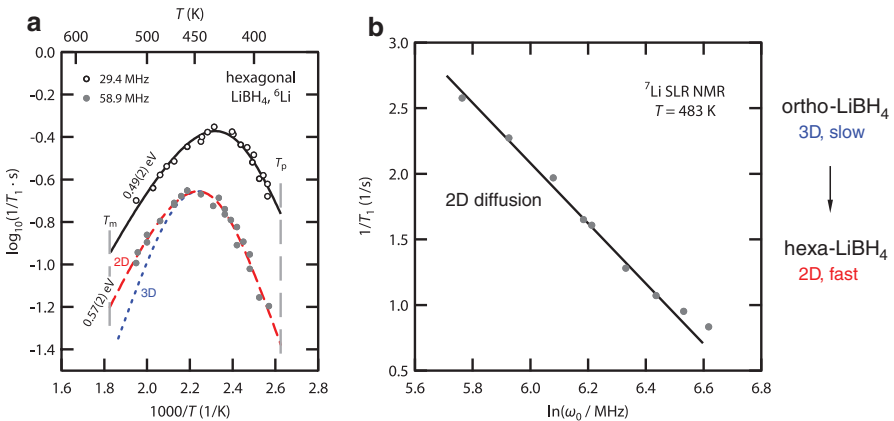 a
T (K)
600 500 440 400
0.0
-0.2
-0.4
-0.6
-0.8
-1.0
-1.2
-1.4
log₁₀(1/T₁ · s)
29.4 MHz
58.9 MHz
hexagonal
LiBH₄, ⁶Li
0.49(2) eV
Tₚ
Tₘ
2D
3D
0.57(2) eV
1.6 1.8 2.0 2.2 2.4 2.6 2.8
1000/T (1/K)
b
3.0
2.5
2.0
1.5
1.0
0.5
1/T₁ (1/s)
⁷Li SLR NMR
T = 483 K
2D diffusion
5.6 5.8 6.0 6.2 6.4 6.6 6.8
ln(ω₀ / MHz)
ortho-LiBH₄
3D, slow
hexa-LiBH₄
2D, fast